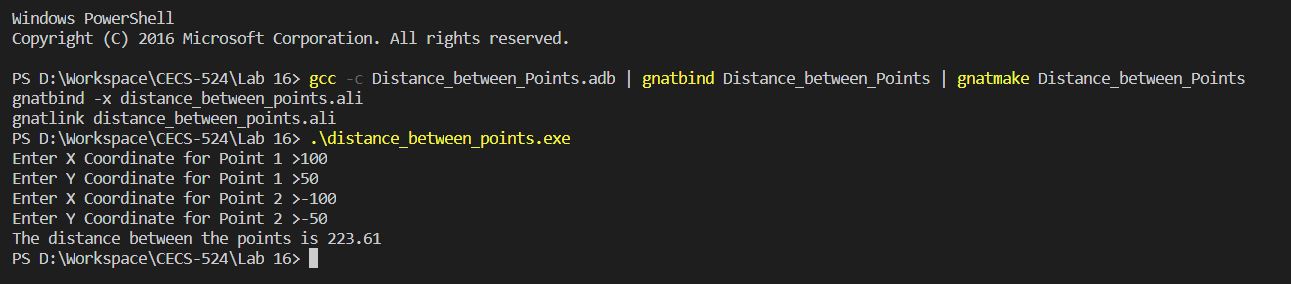 Windows PowerShell
Copyright (C) 2016 Microsoft Corporation. All rights reserved.
PS D:\Workspace\CECS-524\Lab 16> gcc -c Distance_between_Points.adb | gnatbind Distance_between_Points | gnatmake Distance_between_Points
gnatbind -x distance_between_points.ali
gnatlink distance_between_points.ali
PS D:\Workspace\CECS-524\Lab 16> .\distance_between_points.exe
Enter X Coordinate for Point 1 >100
Enter Y Coordinate for Point 1 >50
Enter X Coordinate for Point 2 >-100
Enter Y Coordinate for Point 2 >-50
The distance between the points is 223.61
PS D:\Workspace\CECS-524\Lab 16>